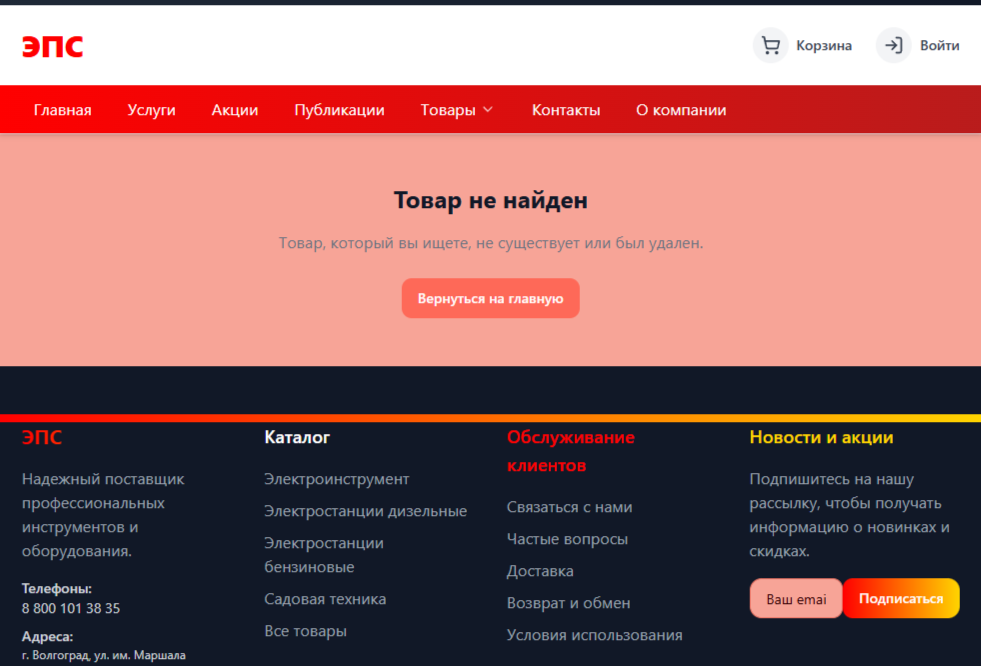 ЭПС
Корзина
Войти
Главная Услуги Акции Публикации Товары Контакты О компании
Товар не найден
Товар, который вы ищете, не существует или был удален.
Вернуться на главную
ЭПС
Надежный поставщик
профессиональных
инструментов и
оборудования.
Телефоны:
8 800 101 38 35
Адреса:
г. Волгоград, ул. им. Маршала
Каталог
Электроинструмент
Электростанции дизельные
Электростанции
бензиновые
Садовая техника
Все товары
Обслуживание
клиентов
Связаться с нами
Частые вопросы
Доставка
Возврат и обмен
Условия использования
Новости и акции
Подпишитесь на нашу
рассылку, чтобы получать
информацию о новинках и
скидках.
Ваш emai
Подписаться